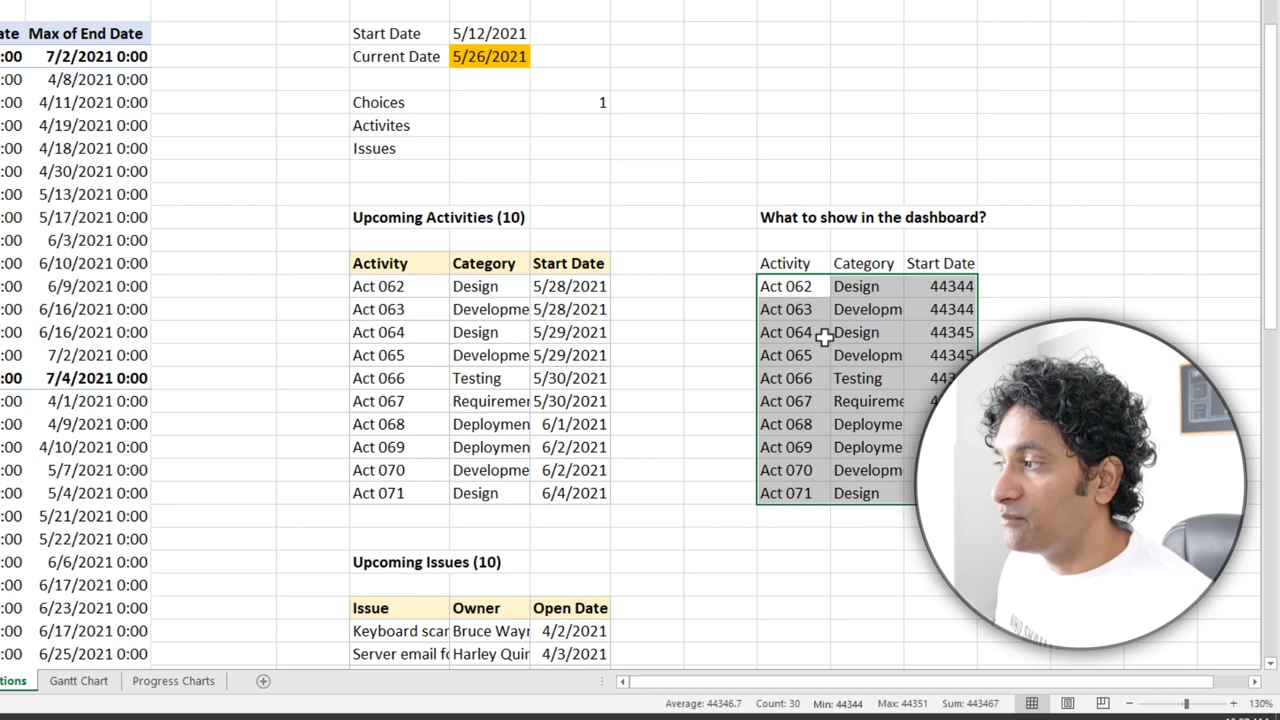 ate Max of End Date
0:00 7/2/2021 0:00
:00 4/8/2021 0:00
:00 4/11/2021 0:00
:00 4/19/2021 0:00
:00 4/18/2021 0:00
:00 4/30/2021 0:00
:00 5/13/2021 0:00
:00 5/17/2021 0:00
:00 6/3/2021 0:00
:00 6/10/2021 0:00
:00 6/9/2021 0:00
:00 6/16/2021 0:00
:00 6/16/2021 0:00
:00 7/2/2021 0:00
0:00 7/4/2021 0:00
:00 4/1/2021 0:00
:00 4/9/2021 0:00
:00 4/10/2021 0:00
:00 5/7/2021 0:00
:00 5/4/2021 0:00
:00 5/21/2021 0:00
:00 5/22/2021 0:00
:00 6/6/2021 0:00
:00 6/17/2021 0:00
:00 6/23/2021 0:00
:00 6/17/2021 0:00
:00 6/25/2021 0:00
Start Date 5/12/2021
Current Date 5/26/2021
Choices 1
Activites
Issues
Upcoming Activities (10)
Activity Category Start Date
Act 062 Design 5/28/2021
Act 063 Developme 5/28/2021
Act 064 Design 5/29/2021
Act 065 Developme 5/29/2021
Act 066 Testing 5/30/2021
Act 067 Requiremer 5/30/2021
Act 068 Deploymen 6/1/2021
Act 069 Deploymen 6/2/2021
Act 070 Developme 6/2/2021
Act 071 Design 6/4/2021
Upcoming Issues (10)
Issue Owner Open Date
Keyboard scar Bruce Wayr 4/2/2021
Server email fo Harley Quir 4/3/2021
What to show in the dashboard?
Activity Category Start Date
Act 062 Design 44344
Act 063 Developm 44344
Act 064 Design 44345
Act 065 Developm 44345
Act 066 Testing
Act 067 Requireme
Act 068 Deployme
Act 069 Deployme
Act 070 Developm
Act 071 Design
tions Gantt Chart Progress Charts
Average: 44346.7 Count: 30 Min: 44344 Max: 44351 Sum: 443467 130%